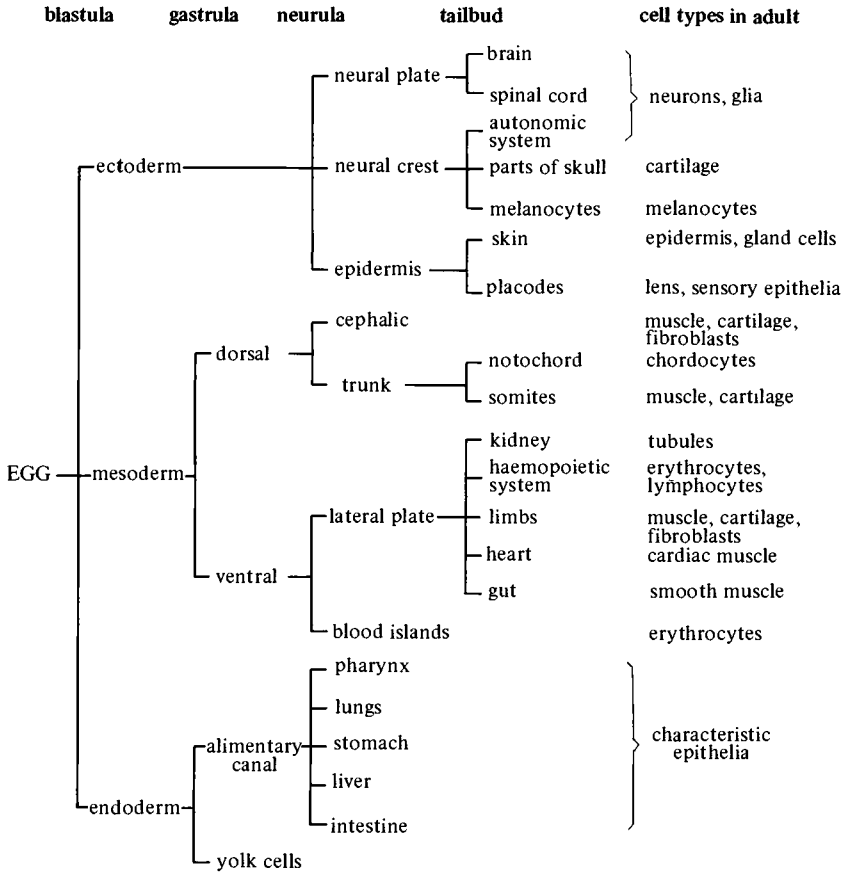 blastula gastrula neurula tailbud cell types in adult
brain
neural plate
spinal cord
neurons, glia
autonomic
system
ectoderm
neural crest
parts of skull
cartilage
melanocytes
melanocytes
skin
epidermis, gland cells
epidermis
placodes
lens, sensory epithelia
cephalic
muscle, cartilage,
fibroblasts
dorsal
notochord
chordocytes
trunk
somites
muscle, cartilage
kidney
tubules
EGG
mesoderm
haemopoietic
system
erythrocytes,
lymphocytes
lateral plate
limbs
muscle, cartilage,
fibroblasts
heart
cardiac muscle
ventral
gut
smooth muscle
blood islands
erythrocytes
pharynx
lungs
alimentary
canal
stomach
characteristic
epithelia
liver
endoderm
intestine
yolk cells